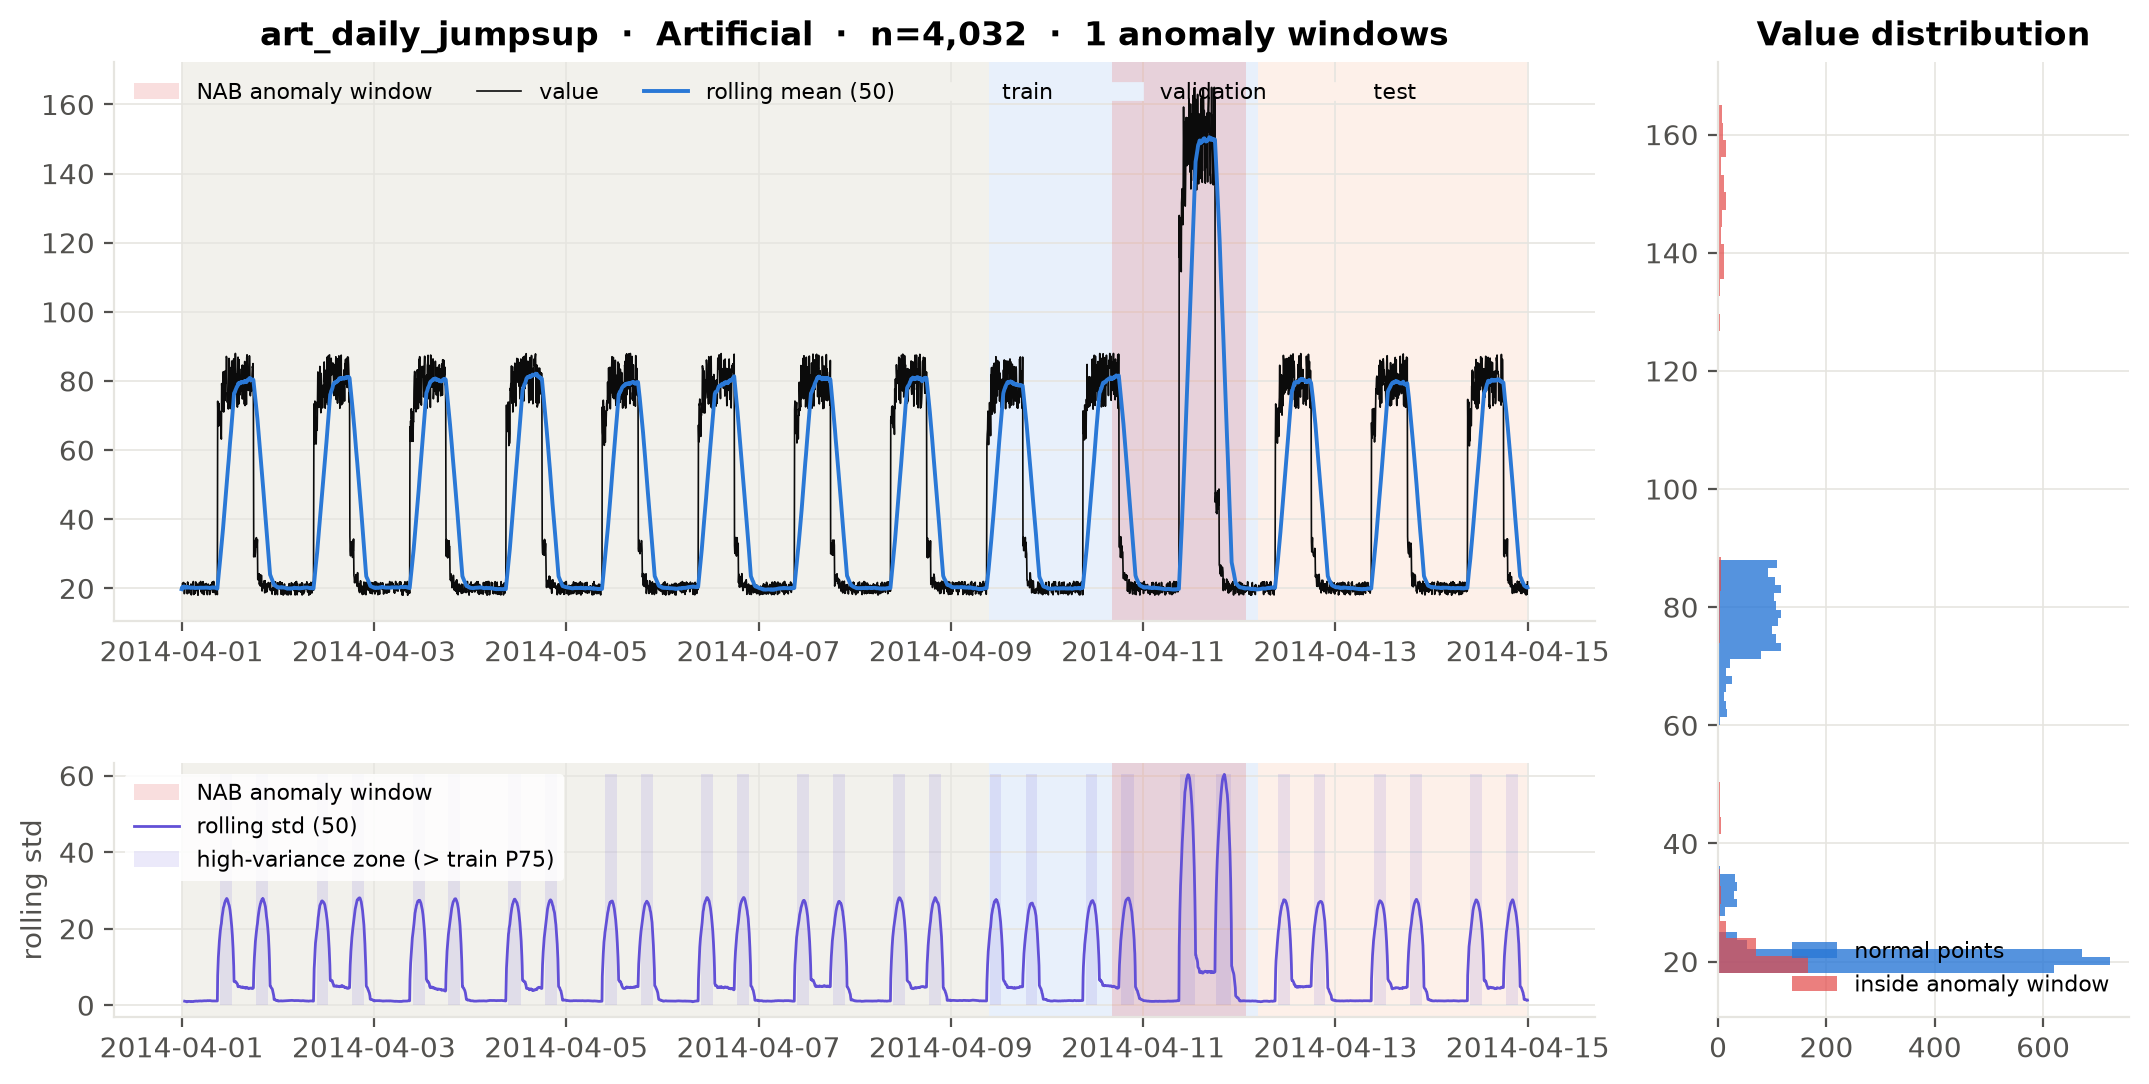 art_daily_jumpsup · Artificial · n=4,032 · 1 anomaly windows
NAB anomaly window
value
rolling mean (50)
train
validation
test
160
140
120
100
80
60
40
20
2014-04-01
2014-04-03
2014-04-05
2014-04-07
2014-04-09
2014-04-11
2014-04-13
2014-04-15
rolling std
60
40
20
0
NAB anomaly window
rolling std (50)
high-variance zone (> train P75)
2014-04-01
2014-04-03
2014-04-05
2014-04-07
2014-04-09
2014-04-11
2014-04-13
2014-04-15
Value distribution
160
140
120
100
80
60
40
20
normal points
inside anomaly window
0
200
400
600